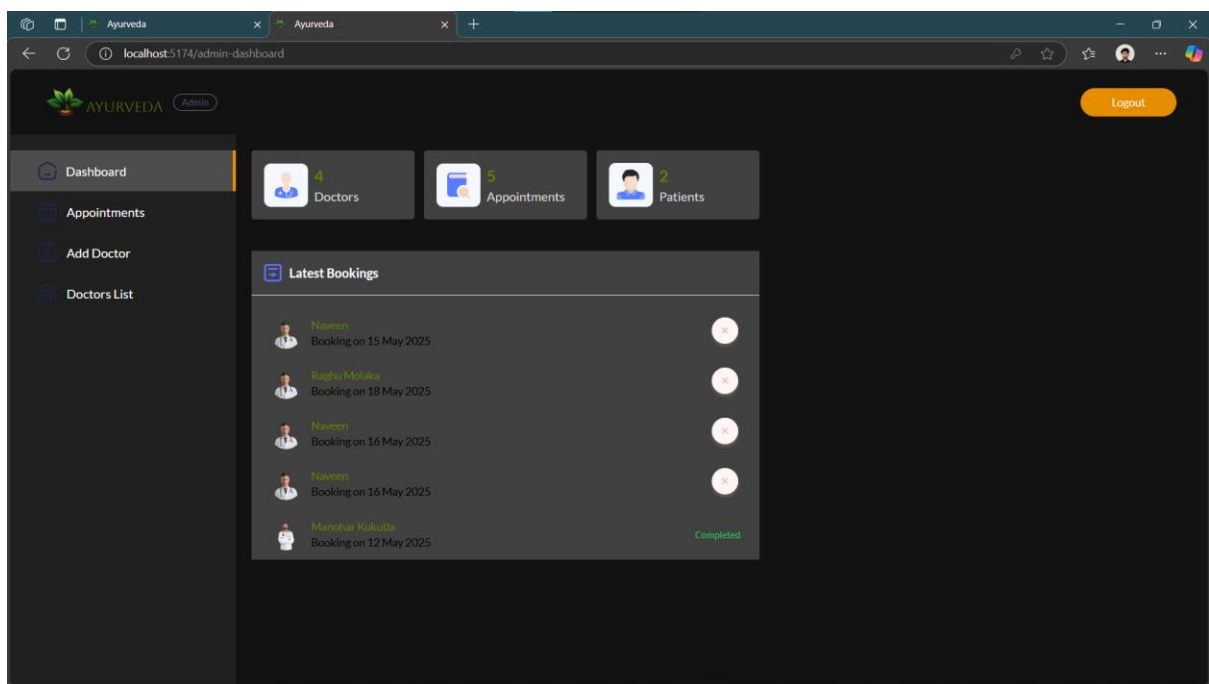 Ayurveda
Ayurveda
localhost:5174/admin-dashboard
AYURVEDA Admin
Logout
Dashboard
Appointments
Add Doctor
Doctors List
4
Doctors
5
Appointments
2
Patients
Latest Bookings
Naveen
Booking on 15 May 2025
Raghu Molaka
Booking on 18 May 2025
Naveen
Booking on 16 May 2025
Naveen
Booking on 16 May 2025
Manohar Kukutla
Booking on 12 May 2025
Completed